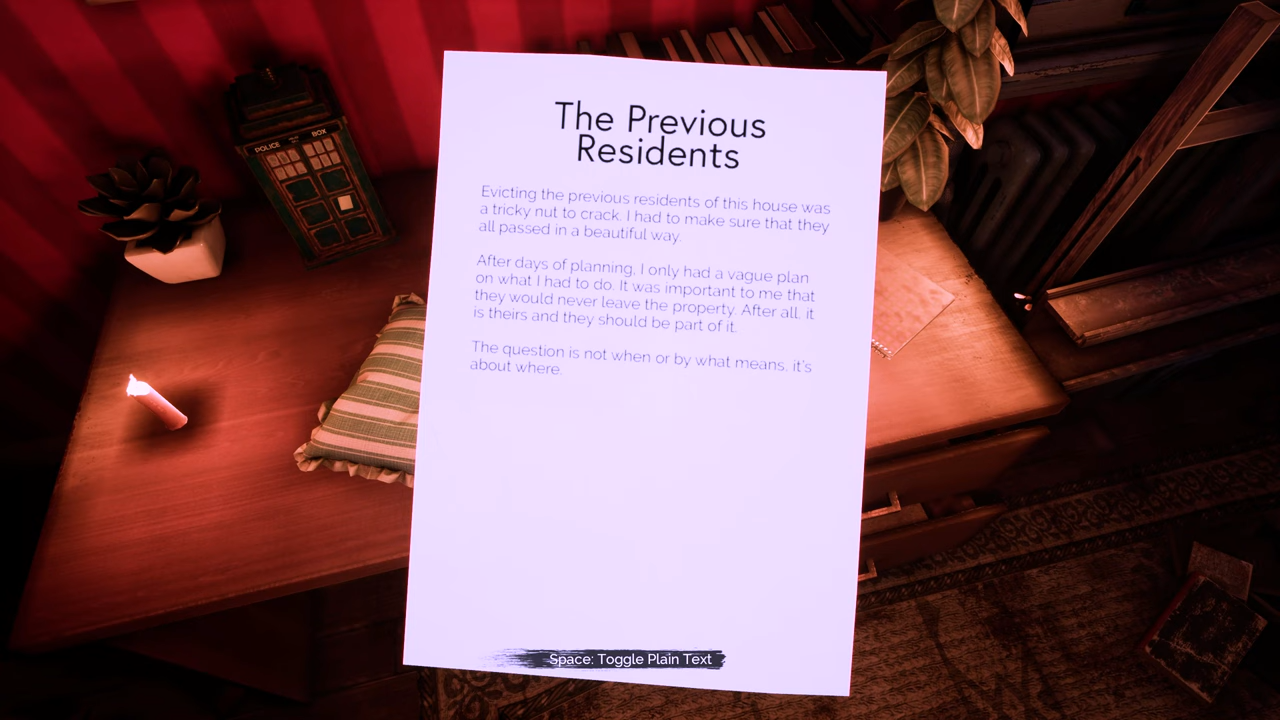 POLICE BOX
The Previous
Residents
Evicting the previous residents of this house was
a tricky nut to crack. I had to make sure that they
all passed in a beautiful way.
After days of planning, I only had a vague plan
on what I had to do. It was important to me that
they would never leave the property. After all, it
is theirs and they should be part of it.
The question is not when or by what means, it's
about where.
Space: Toggle Plain Text